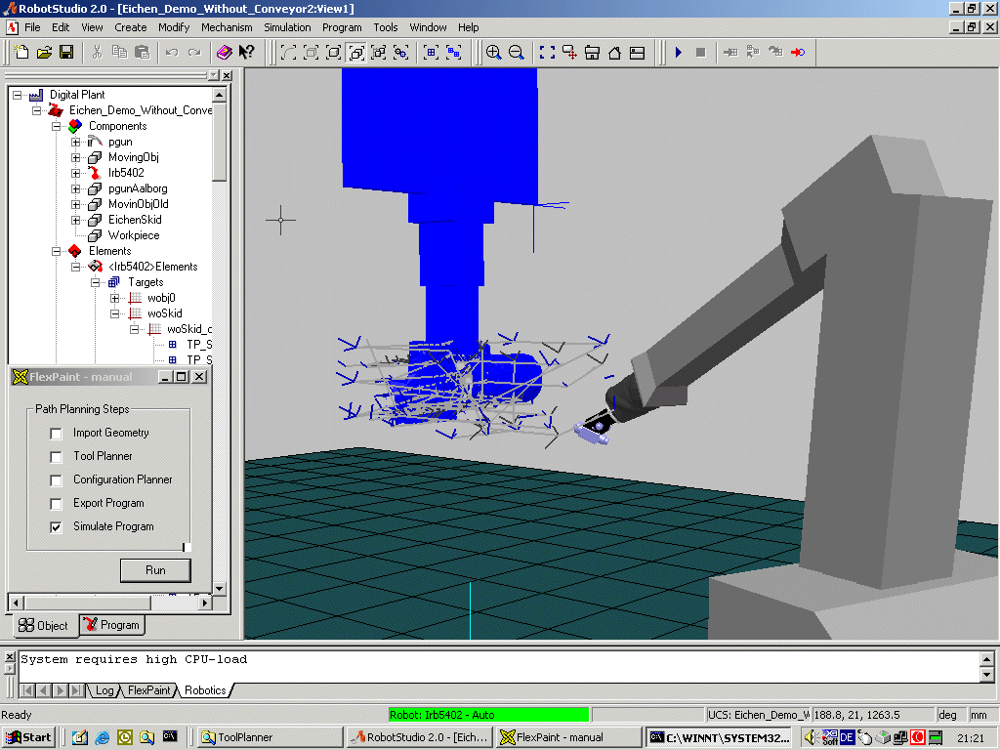 RobotStudio 2.0 - [Eichen_Demo_Without_Conveyor2:View1]
File Edit View Create Modify Mechanism Simulation Program Tools Window Help
Digital Plant
Eichen_Demo_Without_Conve
Components
pgun
MovingObj
Irb5402
pgunAalborg
MovinObjOld
EichenSkid
Workpiece
Elements
<Irb5402>Elements
Targets
wobj0
woSkid
woSkid_c
TP_S
TP_S
FlexPaint - manual
Path Planning Steps
Import Geometry
Tool Planner
Configuration Planner
Export Program
Simulate Program
Run
Object Program
System requires high CPU-load
Log FlexPaint Robotics
Ready Robot: Irb5402 - Auto UCS: Eichen_Demo_W 188.8, 21, 1263.5 deg mm
Start ToolPlanner RobotStudio 2.0 - [Eich... FlexPaint - manual C:\WINNT\SYSTEM32... DE 21:21